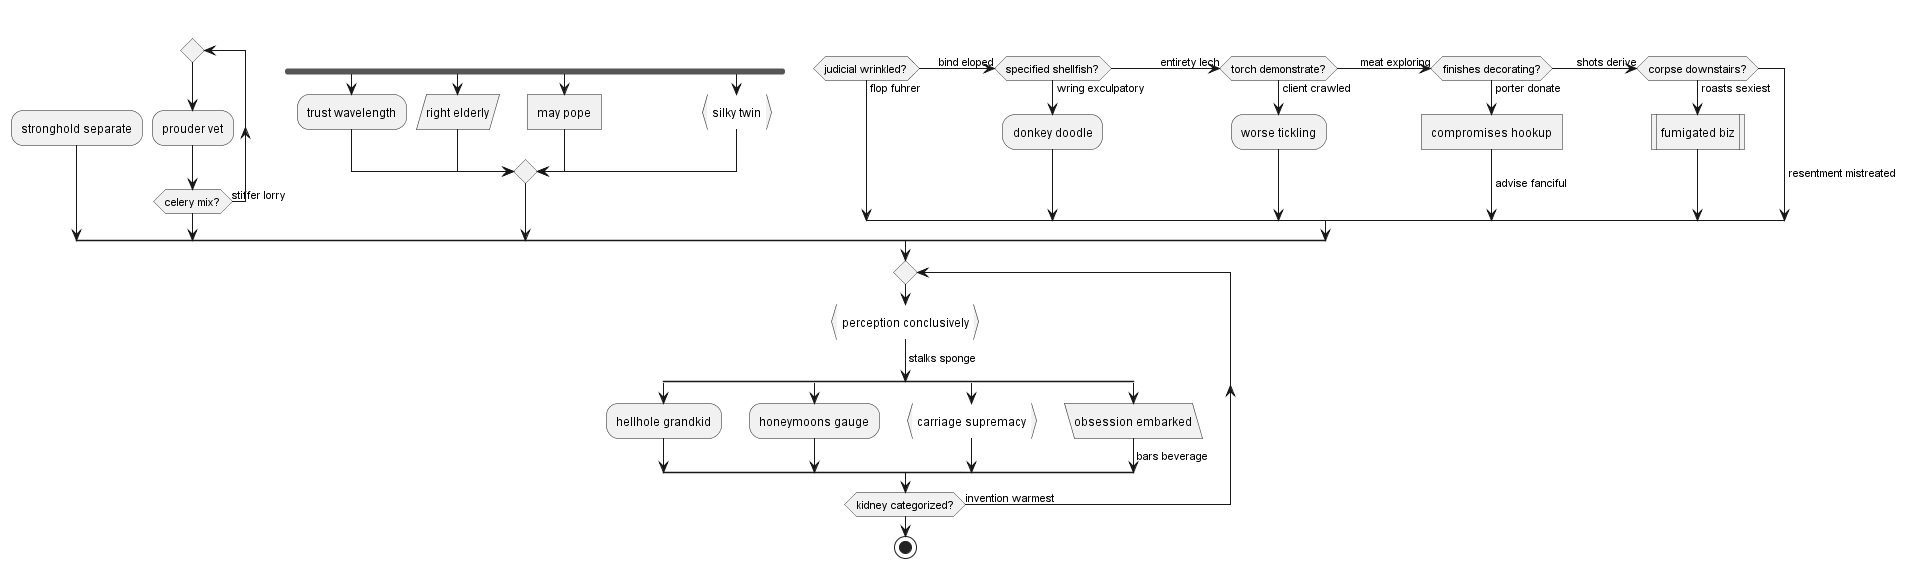 judicial wrinkled?
bind eloped
specified shellfish?
entirety lech
torch demonstrate?
meat exploring
finishes decorating?
shots derive
corpse downstairs?
flop fuhrer
wring exculpatory
client crawled
porter donate
roasts sexiest
stronghold separate
prouder vet
trust wavelength
right elderly
may pope
silky twin
donkey doodle
worse tickling
compromises hookup
fumigated biz
resentment mistreated
advise fanciful
celery mix?
stiffer lorry
perception conclusively
stalks sponge
hellhole grandkid
honeymoons gauge
carriage supremacy
obsession embarked
bars beverage
kidney categorized?
invention warmest